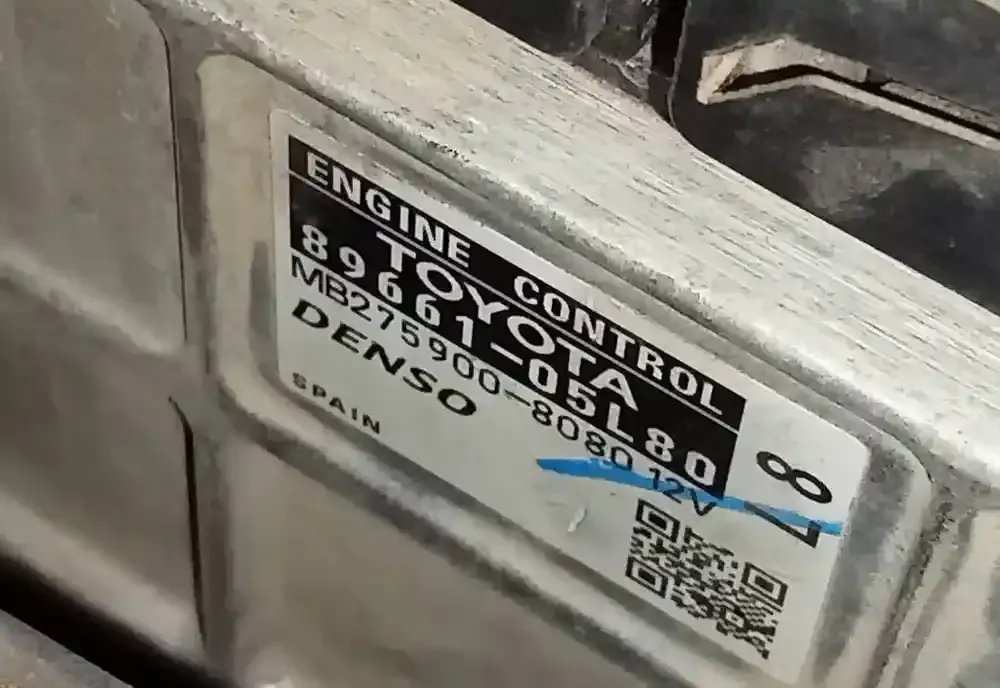 ENGINE CONTROL
TOYOTA
89661-05L80
MB275900-8080 12V
DENSO
SPAIN